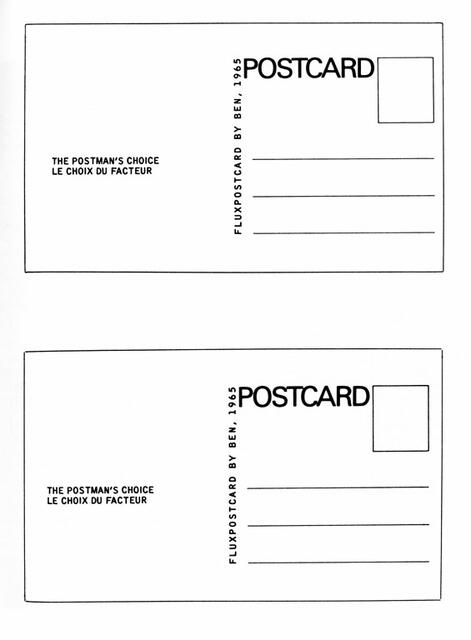 POSTCARD
FLUXPOSTCARD BY BEN, 1965
THE POSTMAN'S CHOICE
LE CHOIX DU FACTEUR
POSTCARD
FLUXPOSTCARD BY BEN, 1965
THE POSTMAN'S CHOICE
LE CHOIX DU FACTEUR